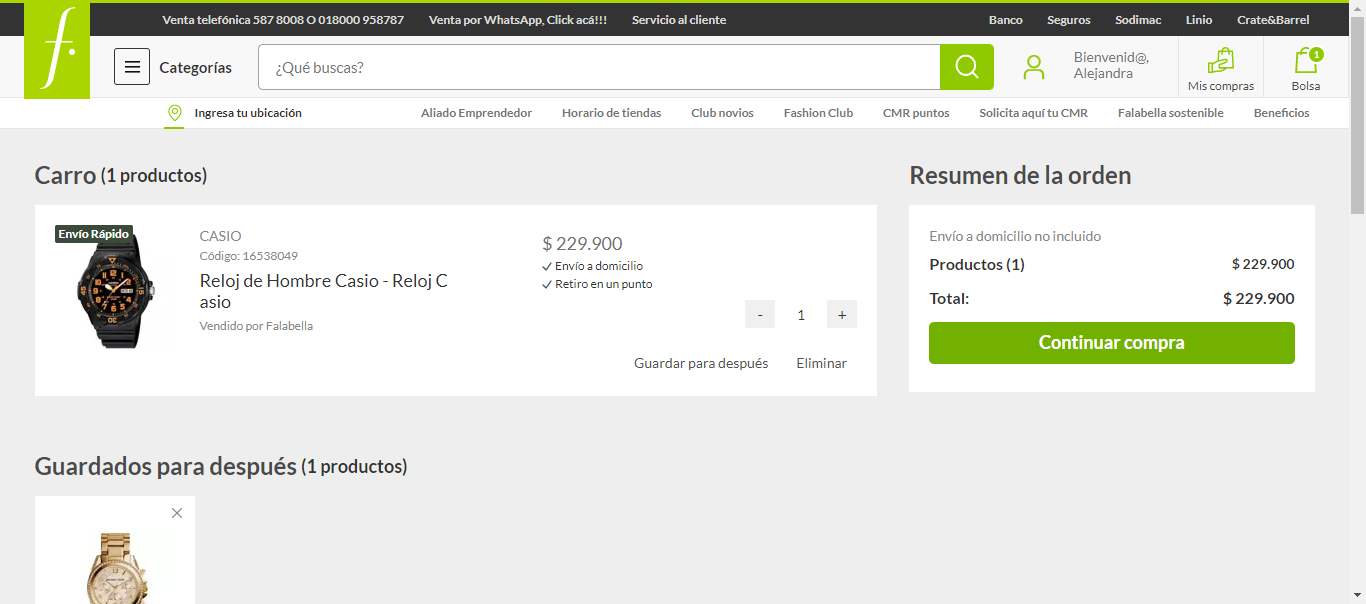 Venta telefónica 587 8008 O 018000 958787 Venta por WhatsApp, Click acá!!! Servicio al cliente Banco Seguros Sodimac Linio Crate&Barrel
f.
Categorías ¿Qué buscas? Bienvenid@,
Alejandra
Mis compras
1
Bolsa
Ingresa tu ubicación Aliado Emprendedor Horario de tiendas Club novios Fashion Club CMR puntos Solicita aquí tu CMR Falabella sostenible Beneficios
Carro (1 productos)
Envío Rápido
CASIO
Código: 16538049
Reloj de Hombre Casio - Reloj C
asio
Vendido por Falabella
$ 229.900
Envío a domicilio
Retiro en un punto
- 1 +
Guardar para después Eliminar
Resumen de la orden
Envío a domicilio no incluido
Productos (1) $ 229.900
Total: $ 229.900
Continuar compra
Guardados para después (1 productos)